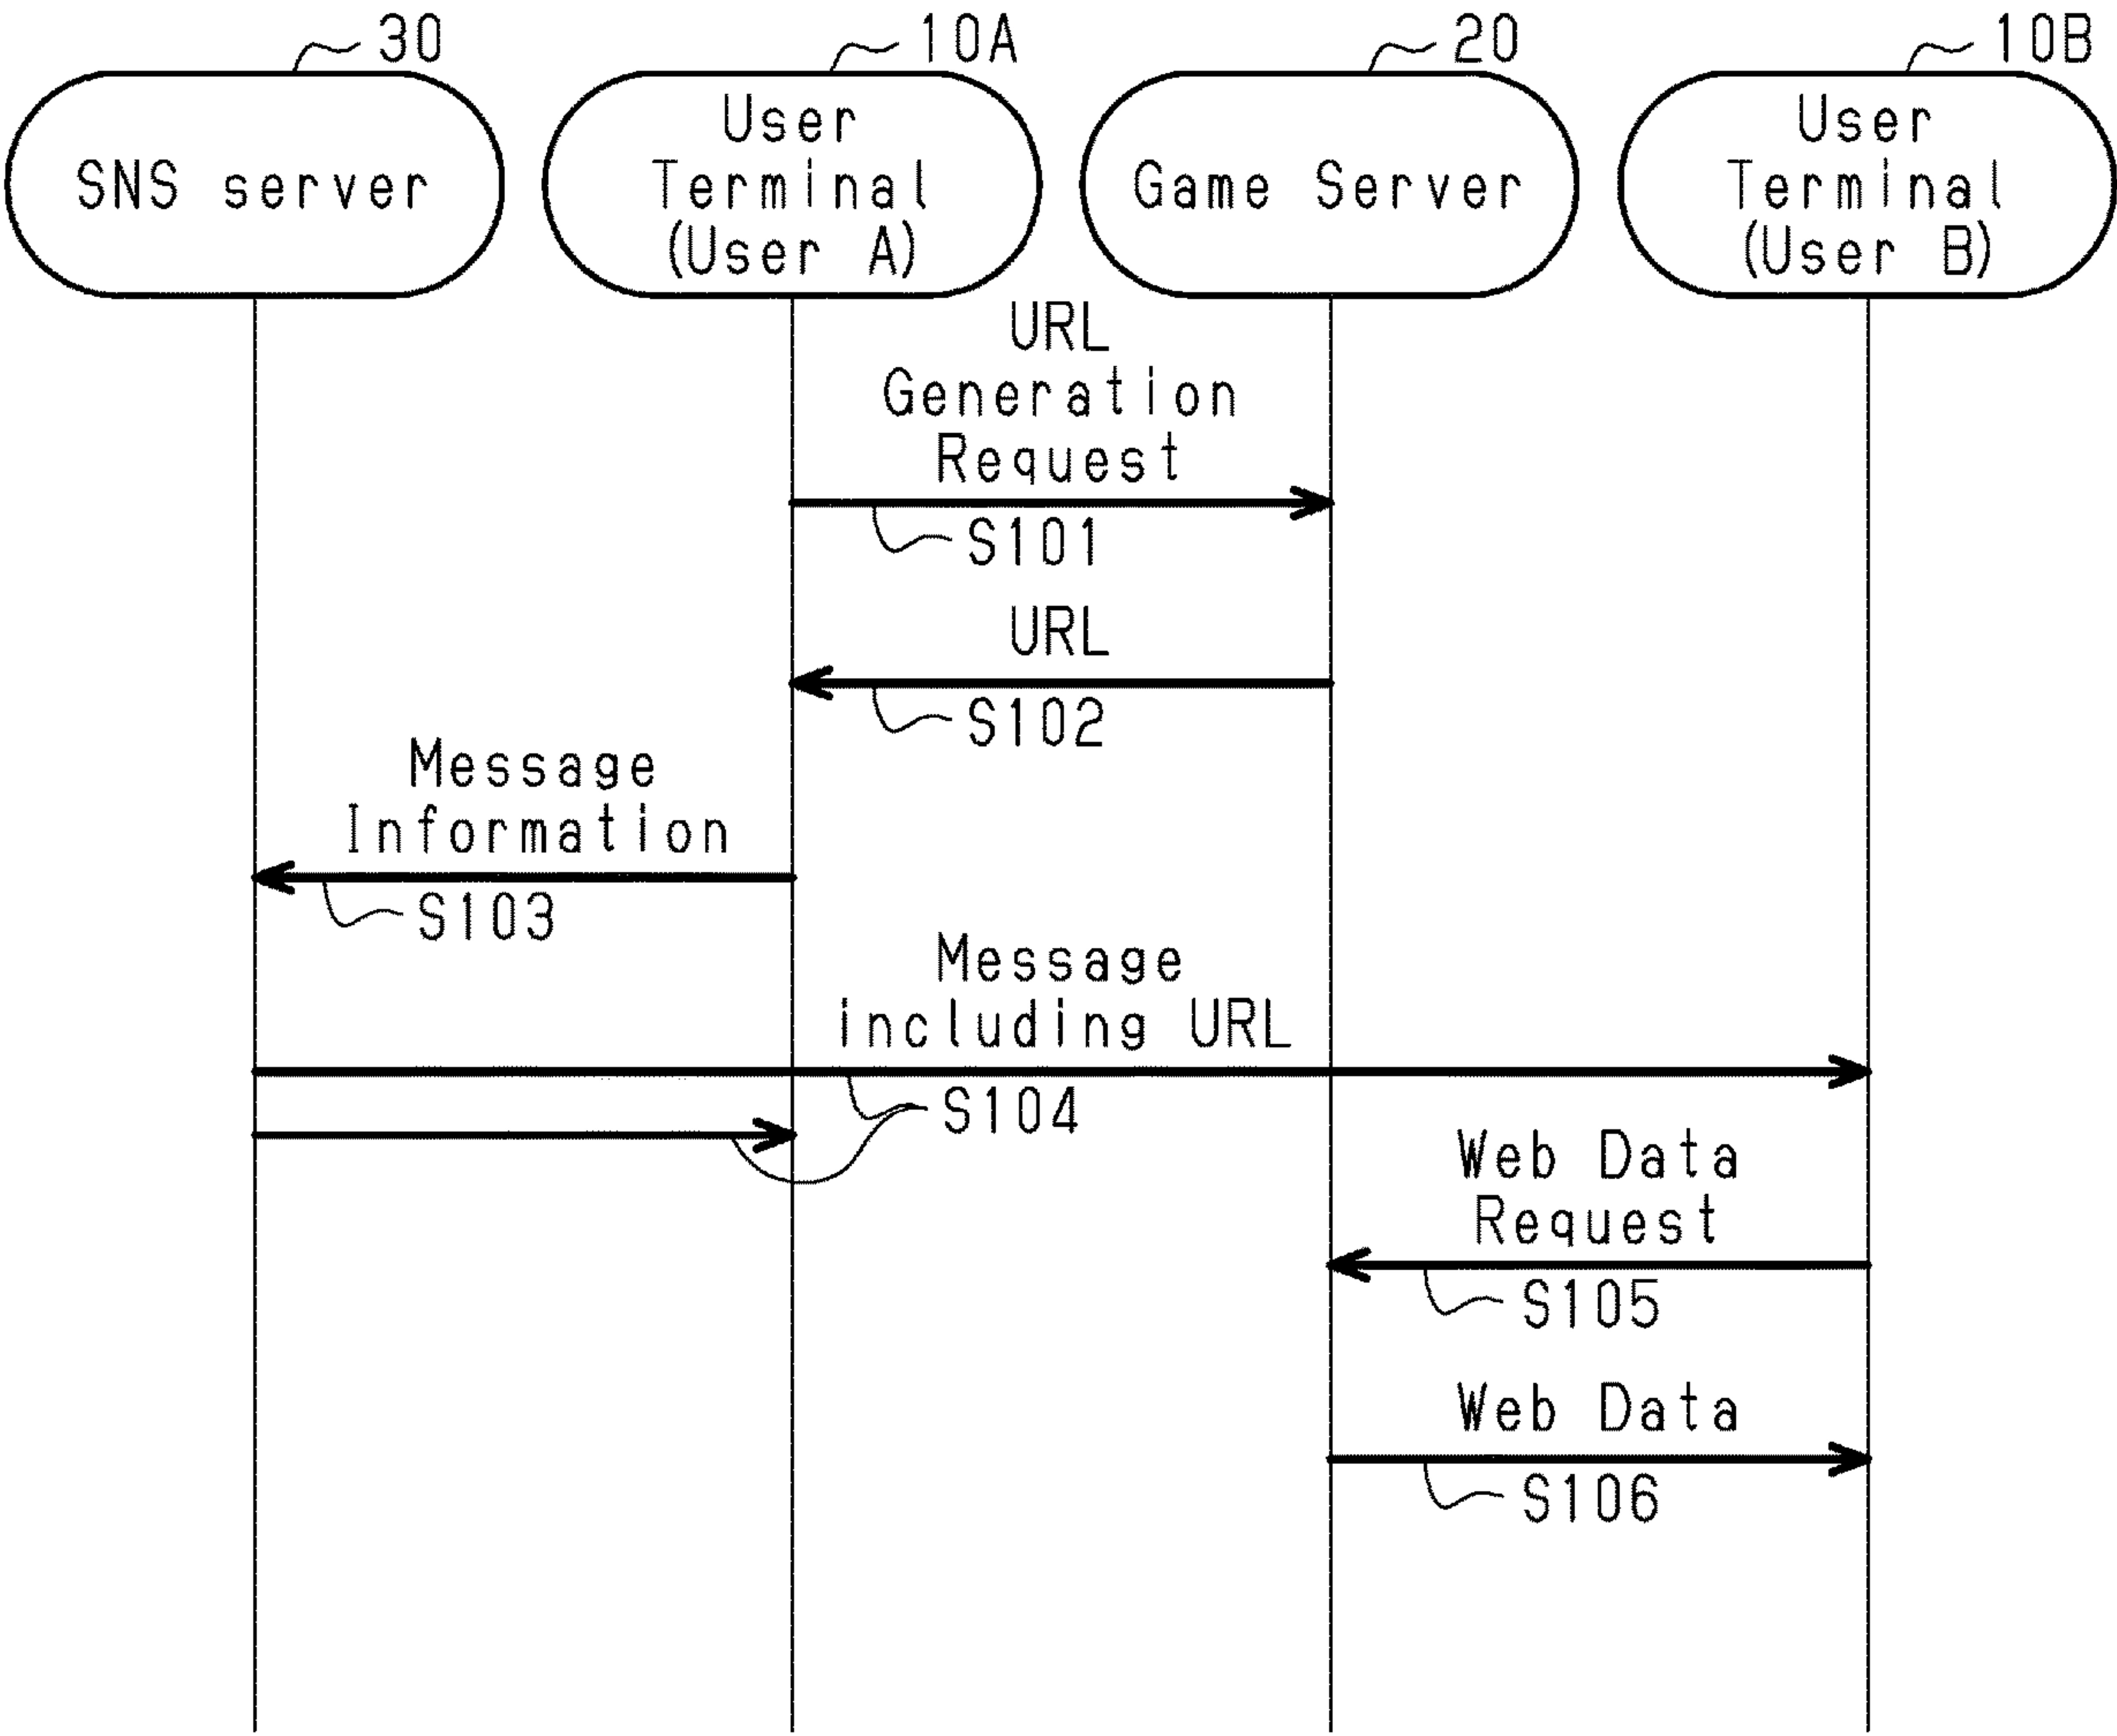 30
10A
20
10B
SNS server
User
Terminal
(User A)
Game Server
User
Terminal
(User B)
URL
Generation
Request
S101
URL
S102
Message
Information
S103
Message
including URL
S104
Web Data
Request
S105
Web Data
S106